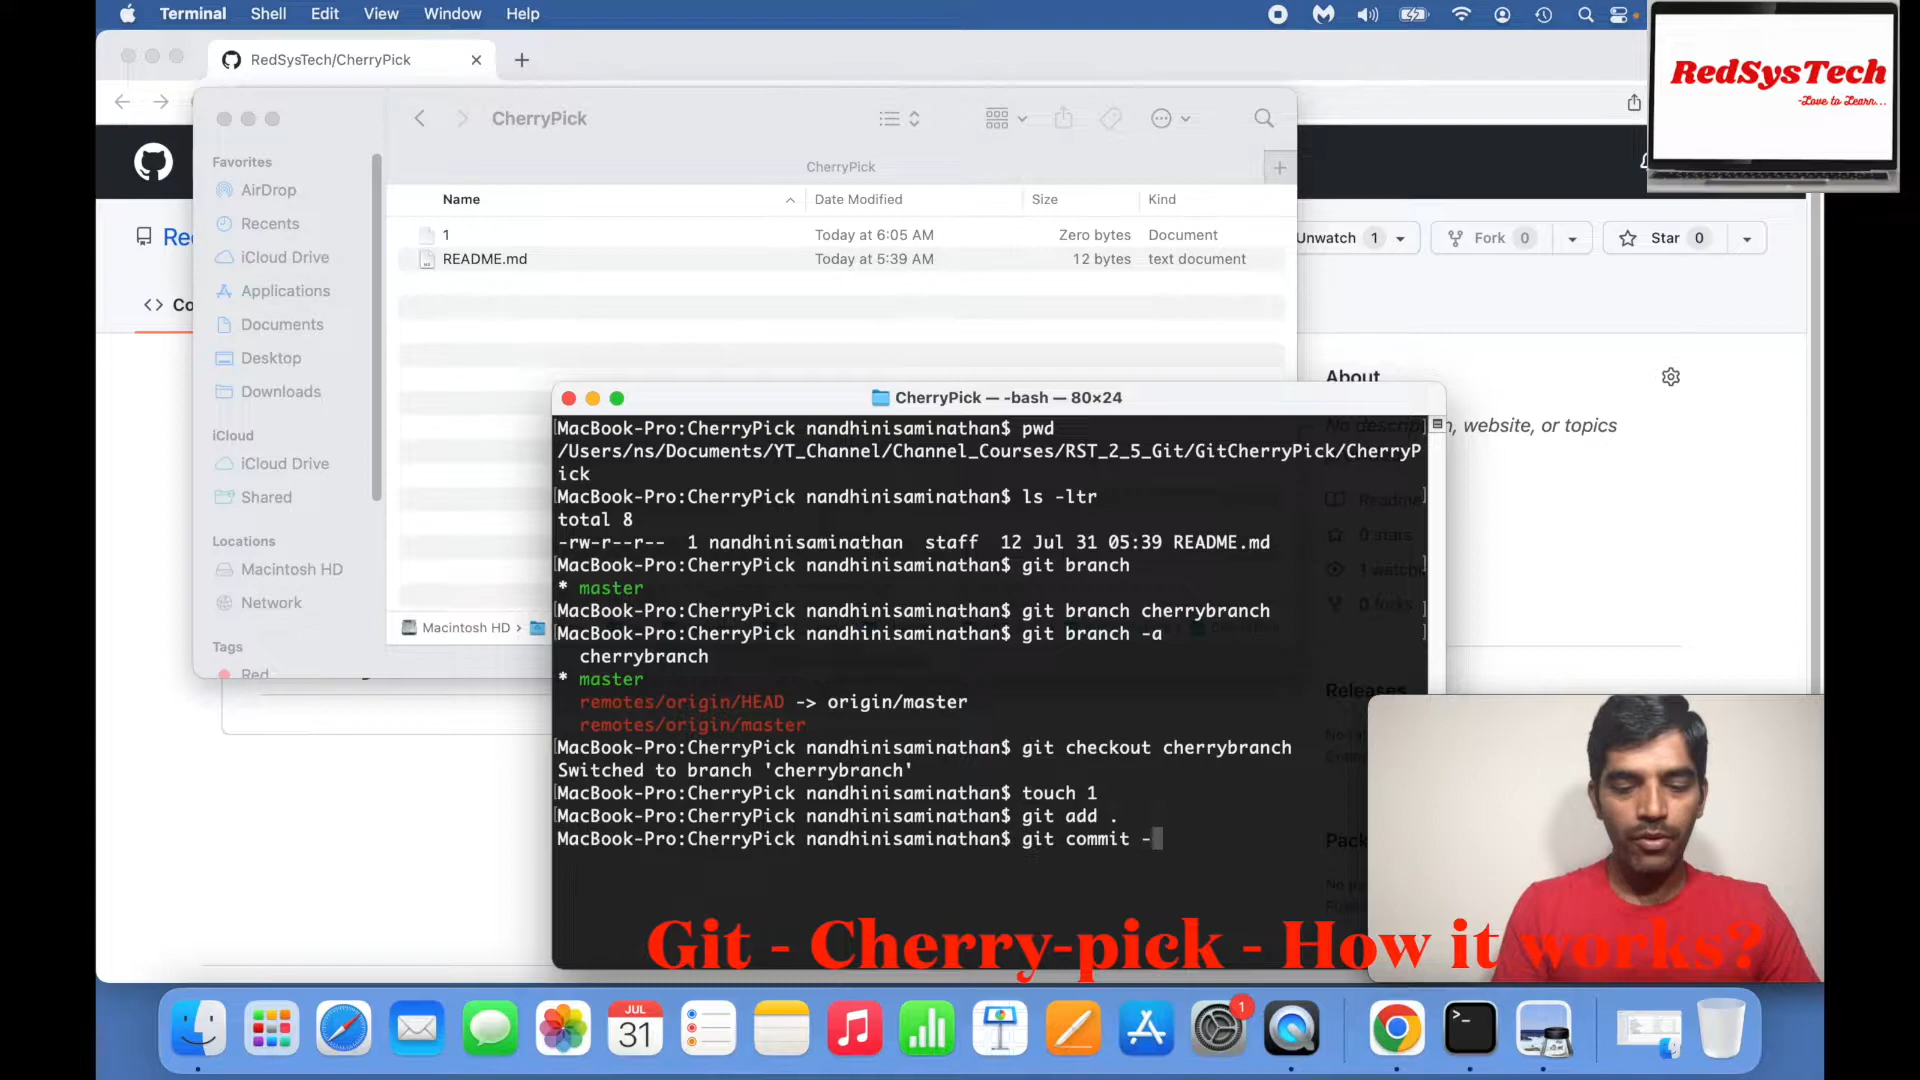 Terminal Shell Edit View Window Help
RedSysTech
-Love to Learn...
RedSysTech/CherryPick
CherryPick
Favorites
AirDrop
Recents
iCloud Drive
Applications
Documents
Desktop
Downloads
iCloud
iCloud Drive
Shared
Locations
Macintosh HD
Network
Tags
Red
CherryPick
Name Date Modified Size Kind
1 Today at 6:05 AM Zero bytes Document
README.md Today at 5:39 AM 12 bytes text document
Macintosh HD
Unwatch 1
Fork 0
Star 0
About
website, or topics
Readme
0 stars
0 forks
Releases
CherryPick — -bash — 80×24
MacBook-Pro:CherryPick nandhinisaminathan$ pwd
/Users/ns/Documents/YT_Channel/Channel_Courses/RST_2_5_Git/GitCherryPick/CherryP
ick
MacBook-Pro:CherryPick nandhinisaminathan$ ls -ltr
total 8
-rw-r--r-- 1 nandhinisaminathan staff 12 Jul 31 05:39 README.md
MacBook-Pro:CherryPick nandhinisaminathan$ git branch
* master
MacBook-Pro:CherryPick nandhinisaminathan$ git branch cherrybranch
MacBook-Pro:CherryPick nandhinisaminathan$ git branch -a
cherrybranch
* master
remotes/origin/HEAD -> origin/master
remotes/origin/master
MacBook-Pro:CherryPick nandhinisaminathan$ git checkout cherrybranch
Switched to branch 'cherrybranch'
MacBook-Pro:CherryPick nandhinisaminathan$ touch 1
MacBook-Pro:CherryPick nandhinisaminathan$ git add .
MacBook-Pro:CherryPick nandhinisaminathan$ git commit -
Git - Cherry-pick - How it works?
JUL
31
1